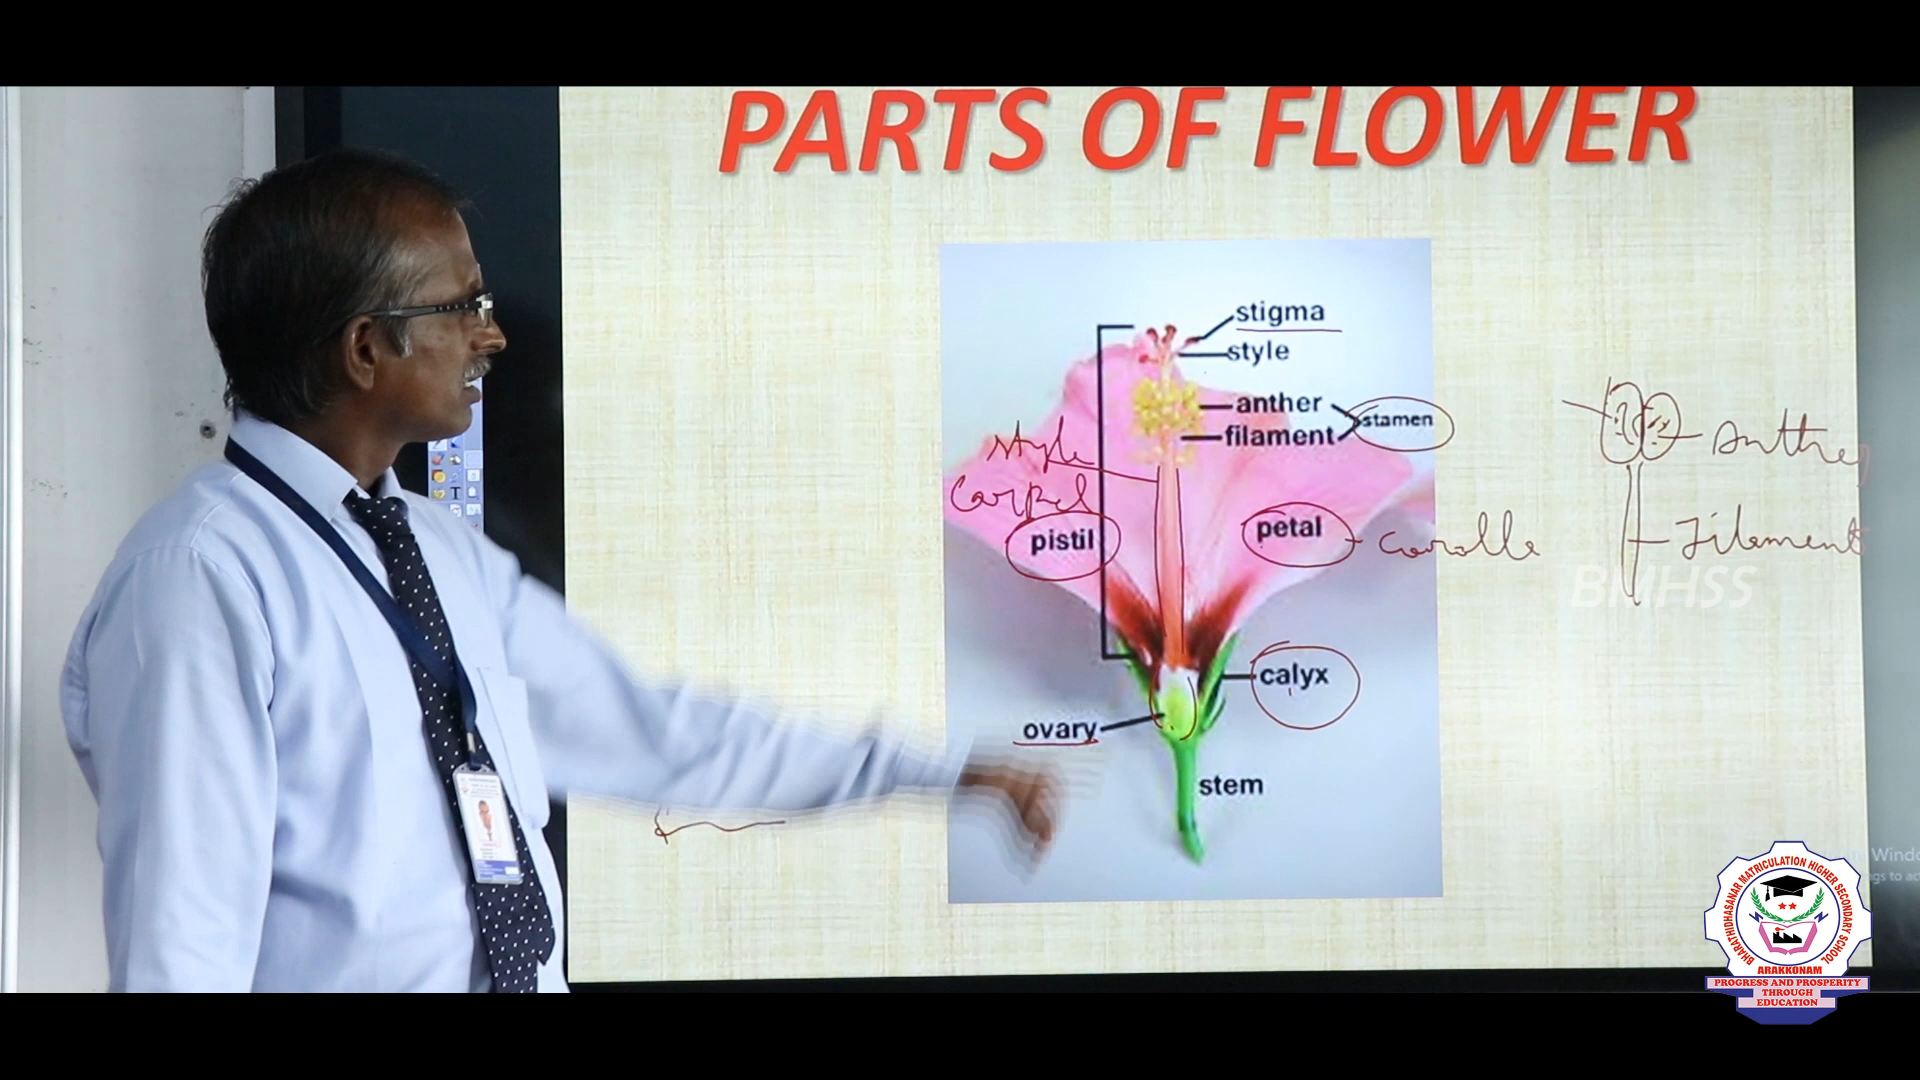 PARTS OF FLOWER
stigma
style
anther
stamen
filament
style
Carpel
pistil
petal
Corolla
Anther
Filament
BMHSS
calyx
ovary
stem
T
BHARATHIDHASANAR MATRICULATION HIGHER SECONDARY SCHOOL
ARAKKONAM
PROGRESS AND PROSPERITY
THROUGH
EDUCATION